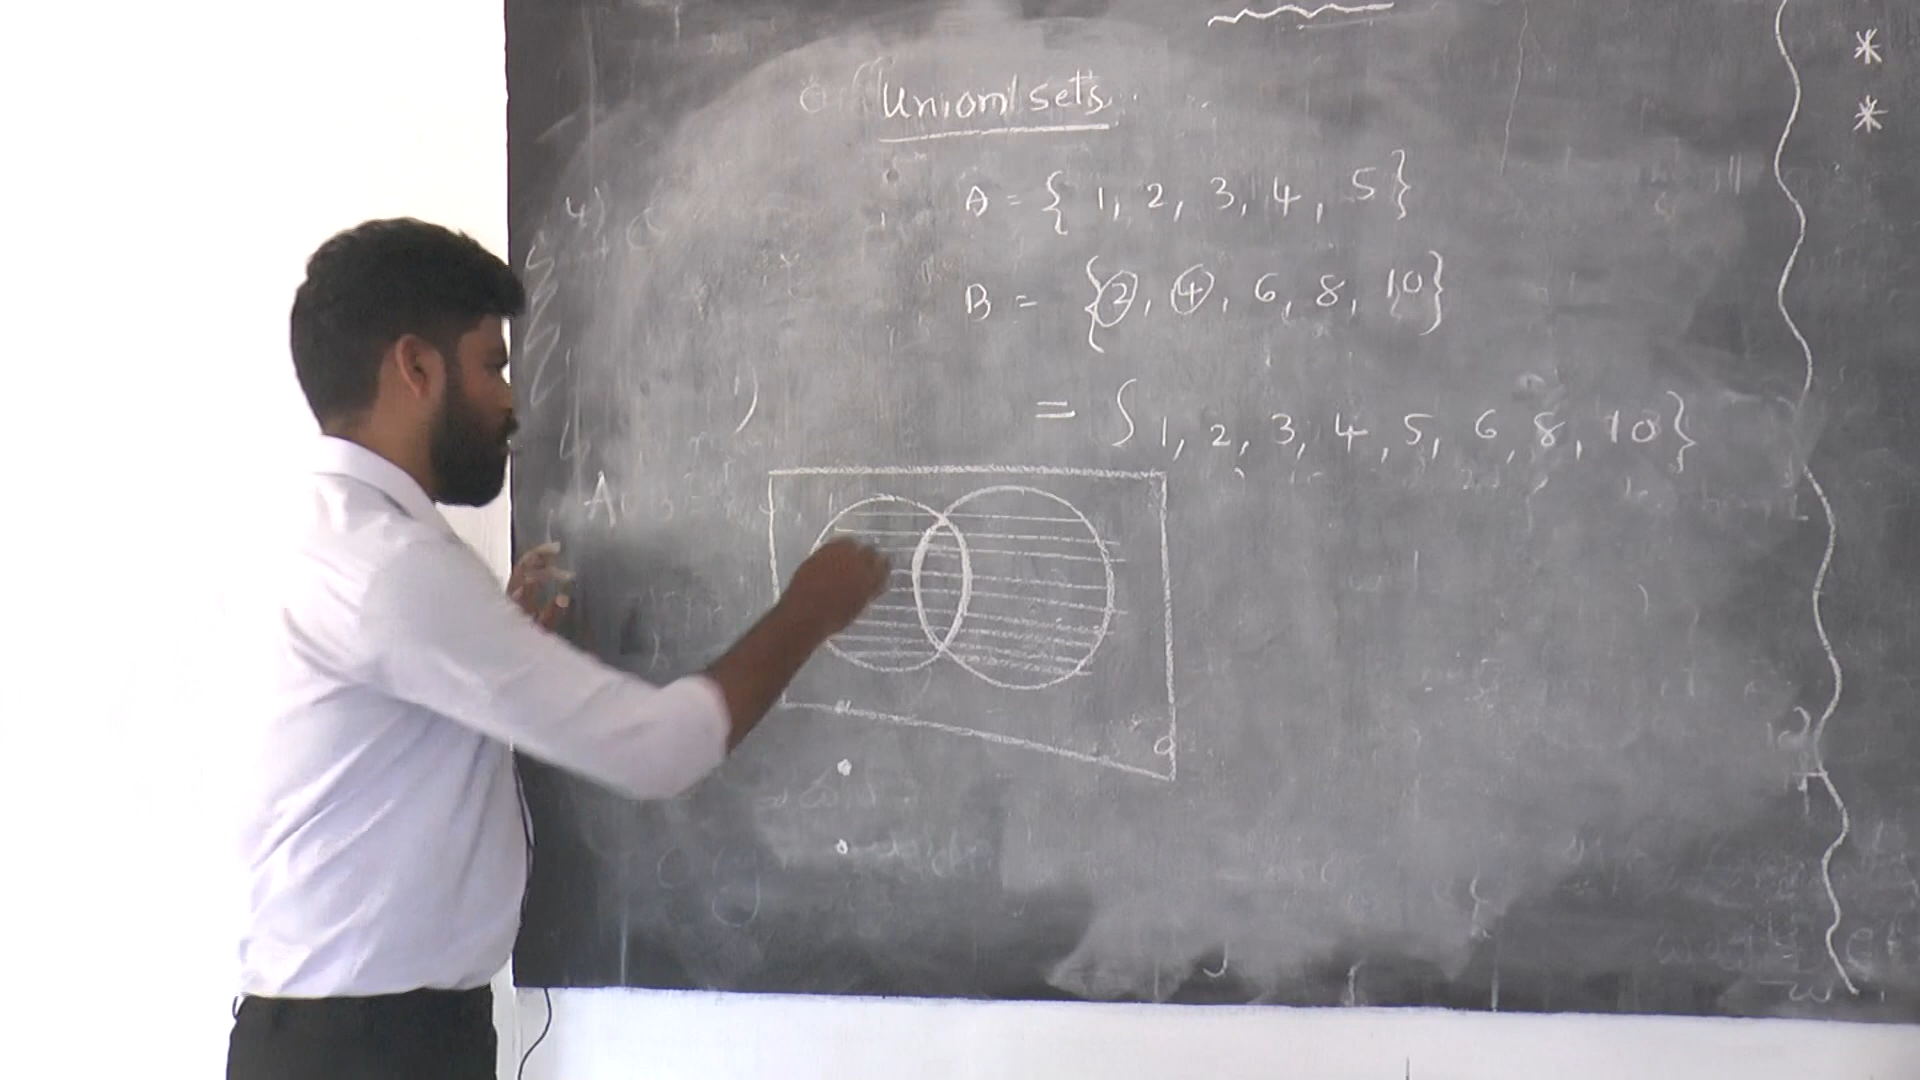 Union sets
A = { 1, 2, 3, 4, 5}
B = {2, 4, 6, 8, 10}
1)
= { 1, 2, 3, 4, 5, 6, 8, 10}
A